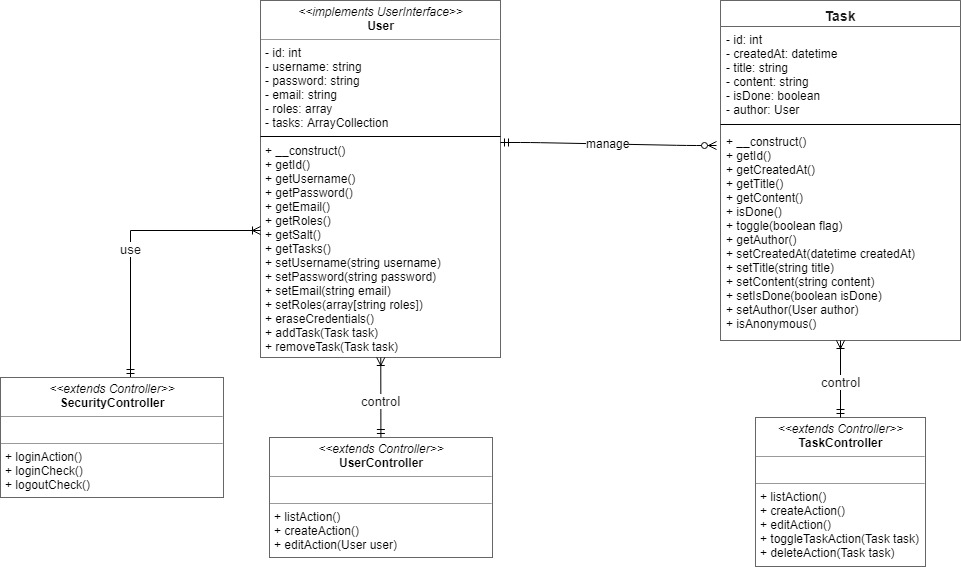 <<implements UserInterface>>
User
- id: int
- username: string
- password: string
- email: string
- roles: array
- tasks: ArrayCollection
+ __construct()
+ getId()
+ getUsername()
+ getPassword()
+ getEmail()
+ getRoles()
+ getSalt()
+ getTasks()
+ setUsername(string username)
+ setPassword(string password)
+ setEmail(string email)
+ setRoles(array[string roles])
+ eraseCredentials()
+ addTask(Task task)
+ removeTask(Task task)
manage
Task
- id: int
- createdAt: datetime
- title: string
- content: string
- isDone: boolean
- author: User
+ __construct()
+ getId()
+ getCreatedAt()
+ getTitle()
+ getContent()
+ isDone()
+ toggle(boolean flag)
+ getAuthor()
+ setCreatedAt(datetime createdAt)
+ setTitle(string title)
+ setContent(string content)
+ setIsDone(boolean isDone)
+ setAuthor(User author)
+ isAnonymous()
use
<<extends Controller>>
SecurityController
+ loginAction()
+ loginCheck()
+ logoutCheck()
control
<<extends Controller>>
UserController
+ listAction()
+ createAction()
+ editAction(User user)
control
<<extends Controller>>
TaskController
+ listAction()
+ createAction()
+ editAction()
+ toggleTaskAction(Task task)
+ deleteAction(Task task)